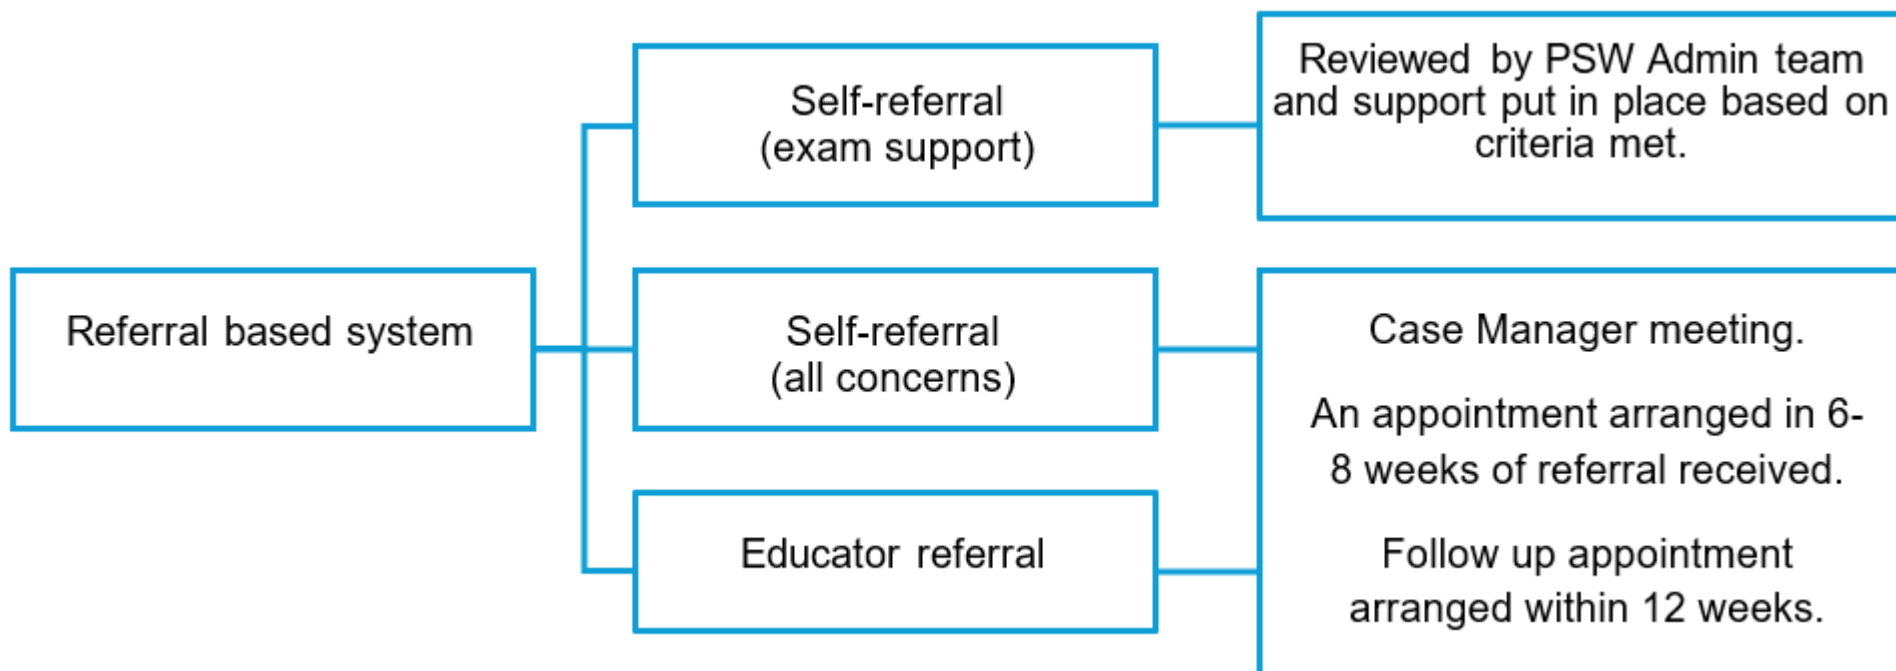 Referral based system
Self-referral
(exam support)
Reviewed by PSW Admin team
and support put in place based on
criteria met.
Self-referral
(all concerns)
Educator referral
Case Manager meeting.
An appointment arranged in 6-
8 weeks of referral received.
Follow up appointment
arranged within 12 weeks.